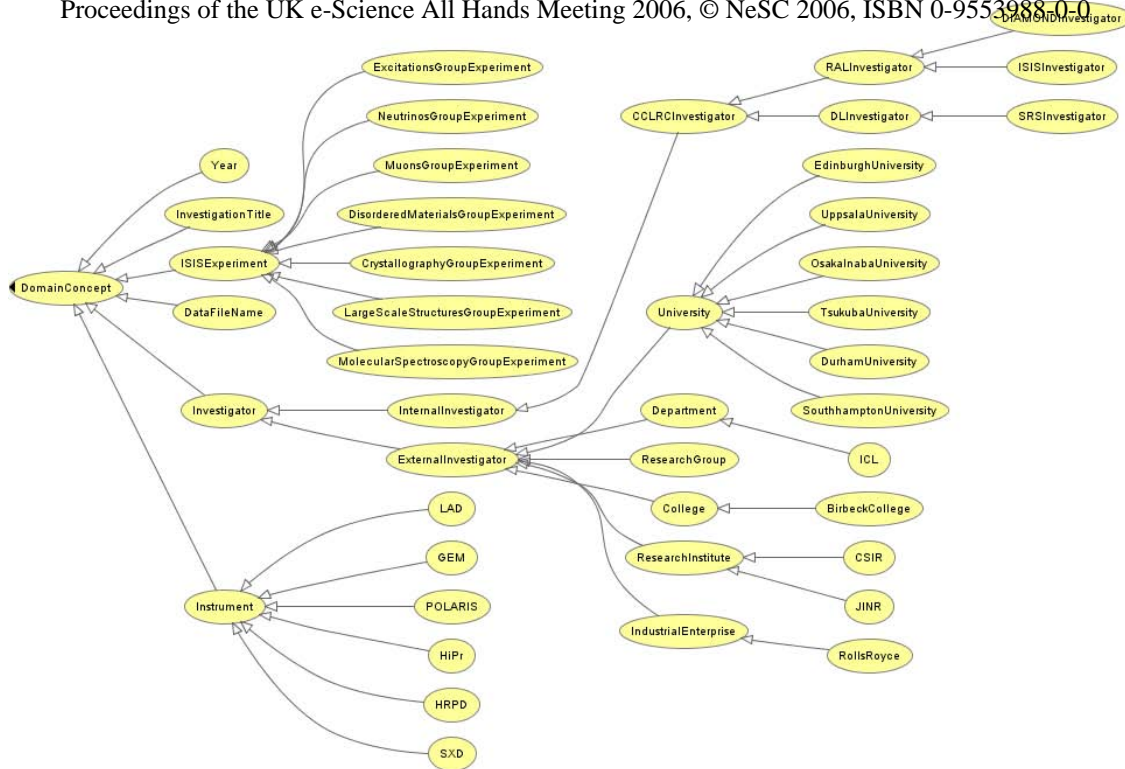 Proceedings of the UK e-Science All Hands Meeting 2006, © NeSC 2006, ISBN 0-9553988-0-0
DIAMONDInvestigator
ExcitationsGroupExperiment
RALInvestigator
ISISInvestigator
NeutrinosGroupExperiment
CCLRCInvestigator
DLInvestigator
SRSInvestigator
Year
MuonsGroupExperiment
EdinburghUniversity
InvestigationTitle
DisorderedMaterialsGroupExperiment
UppsalaUniversity
ISISExperiment
CrystallographyGroupExperiment
OsakaInabaUniversity
DomainConcept
DataFileName
LargeScaleStructuresGroupExperiment
University
TsukubaUniversity
MolecularSpectroscopyGroupExperiment
DurhamUniversity
Investigator
InternalInvestigator
Department
SouthhamptonUniversity
ExternalInvestigator
ResearchGroup
ICL
LAD
College
BirbeckCollege
GEM
ResearchInstitute
CSIR
Instrument
POLARIS
JINR
IndustrialEnterprise
HiPr
RollsRoyce
HRPD
SXD